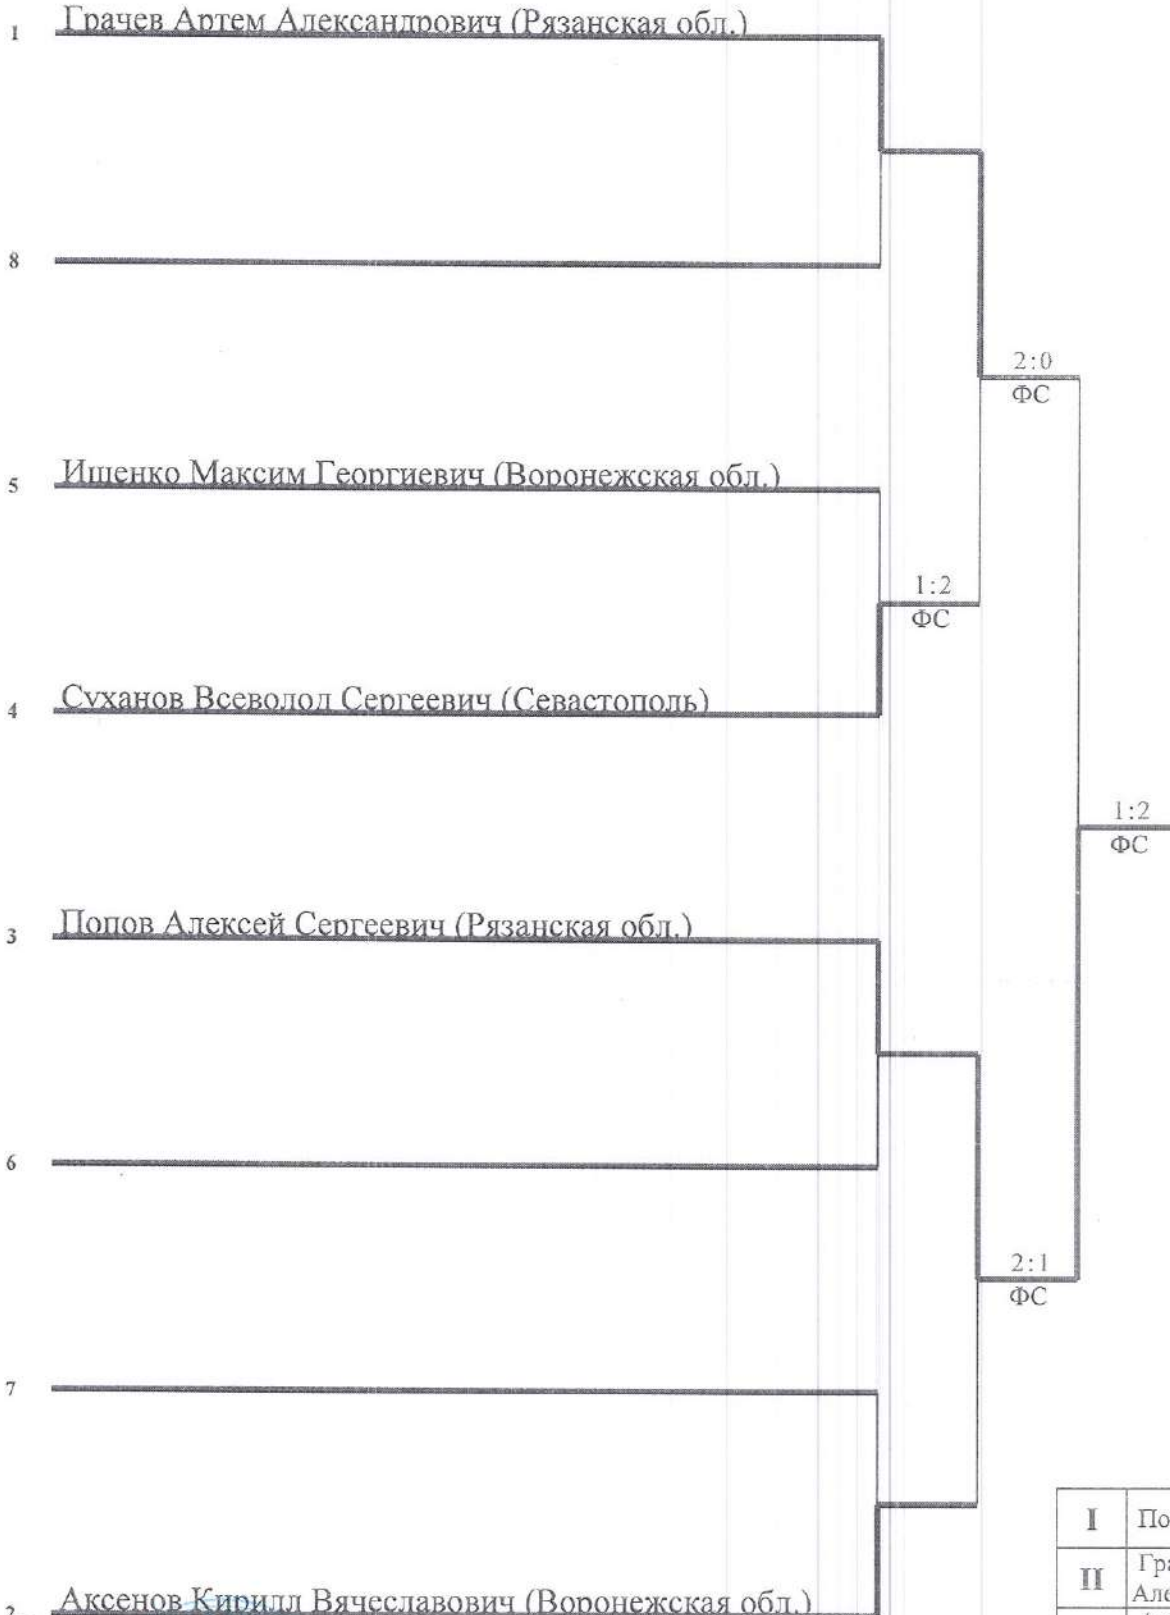 1 Грачев Артем Александрович (Рязанская обл.)
8
2:0
ФС
5 Ищенко Максим Георгиевич (Воронежская обл.)
1:2
ФС
4 Суханов Всеволод Сергеевич (Севастополь)
1:2
ФС
3 Попов Алексей Сергеевич (Рязанская обл.)
6
2:1
ФС
7
I По
II Гра
Але
2 Аксенов Кирилл Вячеславович (Воронежская обл.)